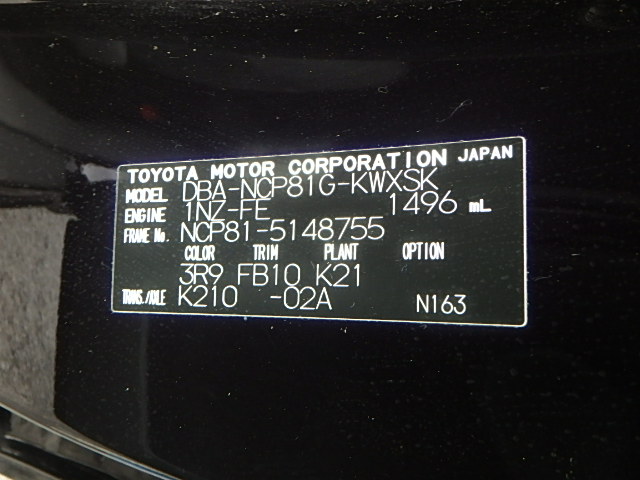 TOYOTA MOTOR CORPORATION JAPAN
MODEL DBA-NCP81G-KWXSK
ENGINE 1NZ-FE 1496 mL
FRAME No. NCP81-5148755
COLOR TRIM PLANT OPTION
3R9 FB10 K21
TRANS./AXLE K210 -02A N163